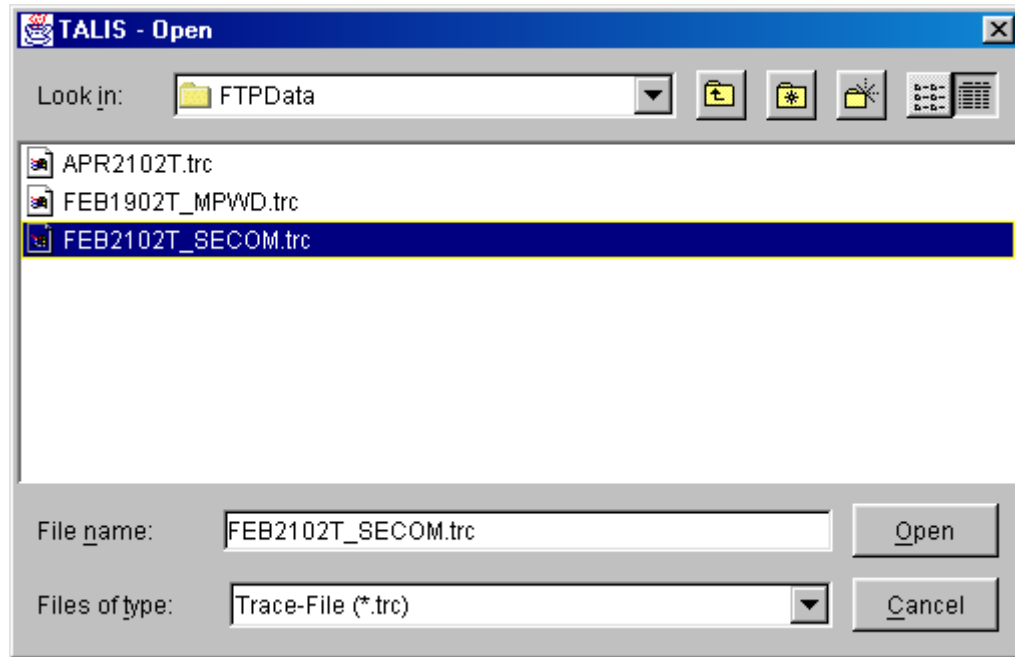 TALIS - Open
Look in: FTPData
APR2102T.trc
FEB1902T_MPWD.trc
FEB2102T_SECOM.trc
File name: FEB2102T_SECOM.trc Open
Files of type: Trace-File (*.trc) Cancel